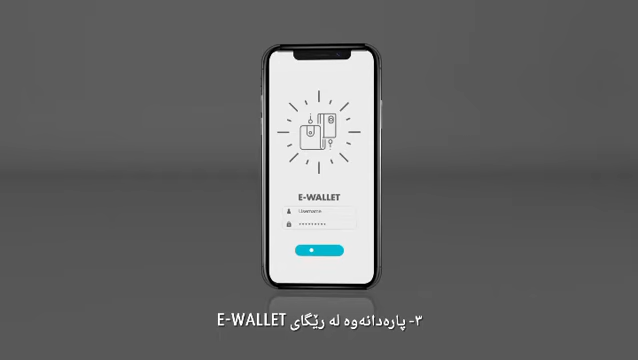 E-WALLET
Username
*********
٣- پارەدانەوە لە ڕێگای E-WALLET